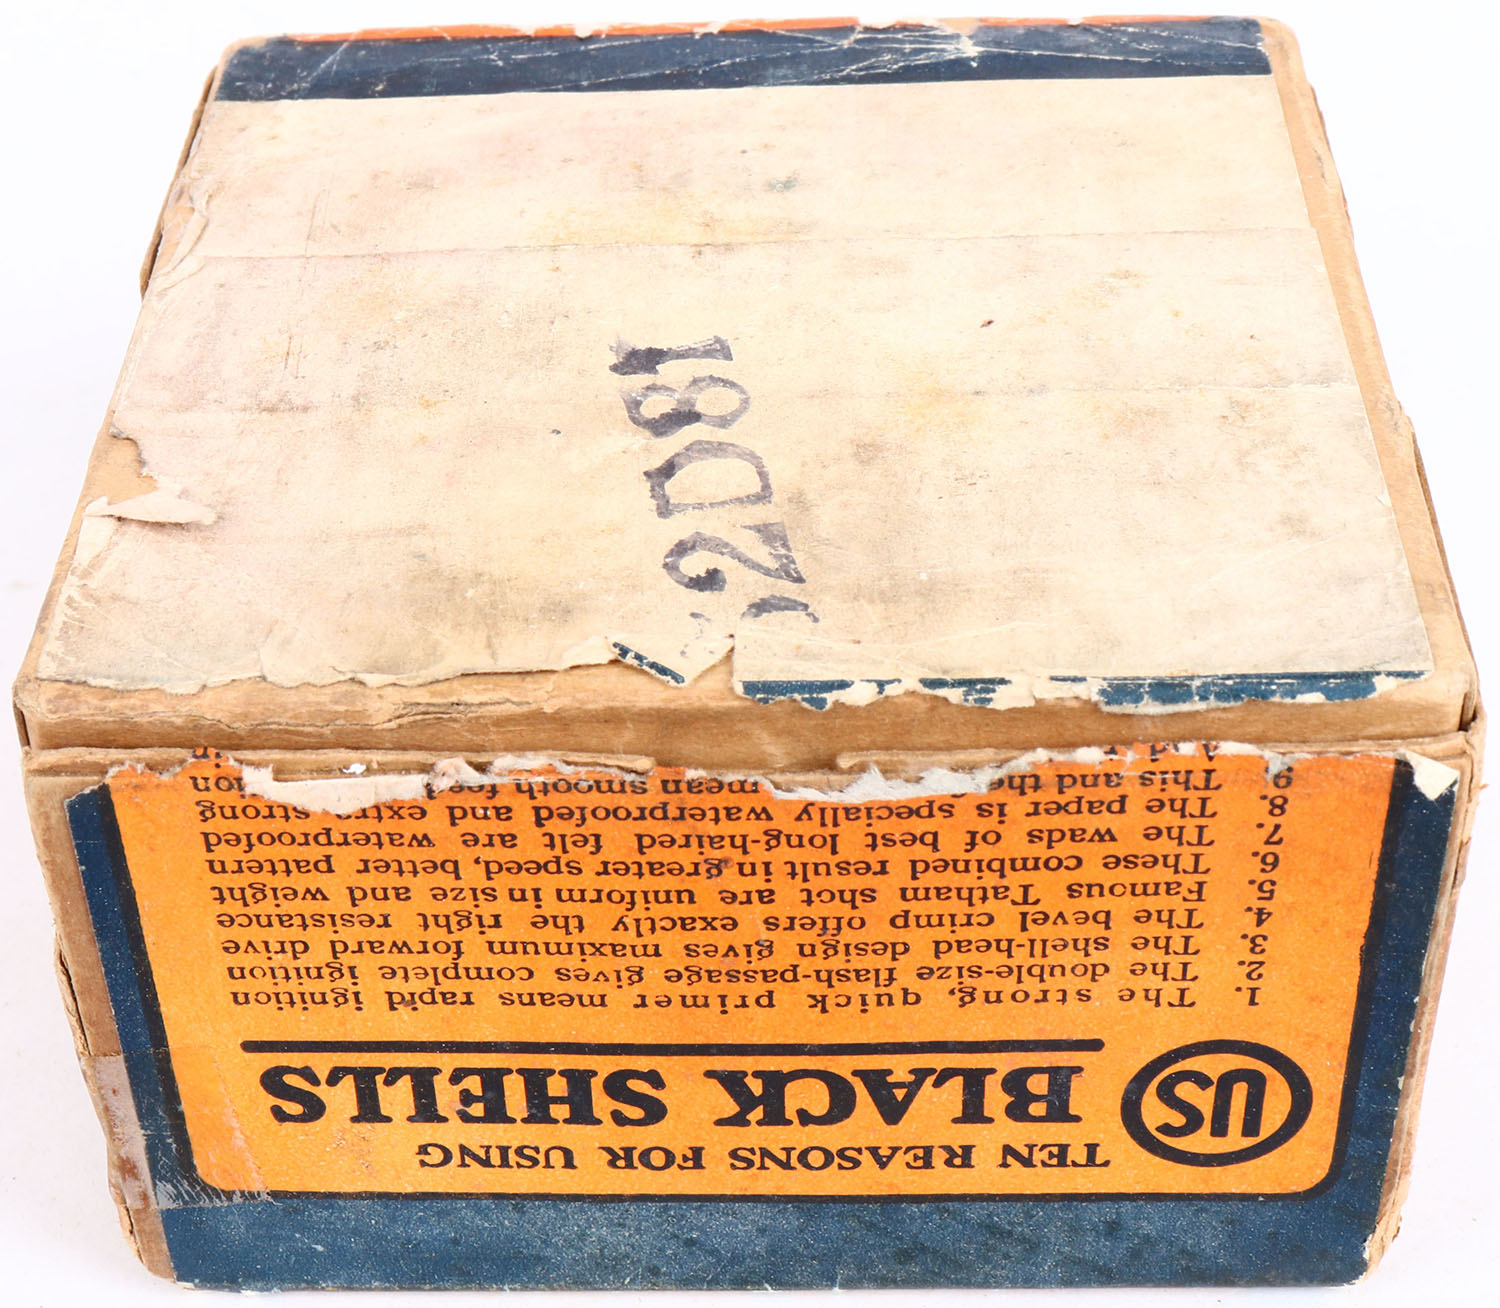 2D81
US
TEN REASONS FOR USING
BLACK SHELLS
1. The strong, quick primer means rapid ignition
2. The double-size flash-passage gives complete ignition
3. The shell-head design gives maximum forward drive
4. The bevel crimp offers exactly the right resistance
5. Famous Tatham shot are uniform in size and weight
6. These combined result in greater speed, better pattern
7. The wads of best long-haired felt are waterproofed
8. The paper is specially waterproofed and extra strong
9. This and the mean smooth